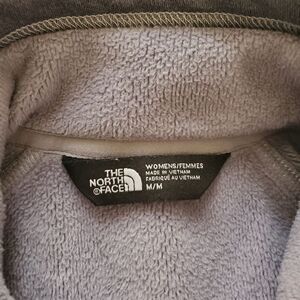 THE
NORTH
FACE
WOMENS/FEMMES
MADE IN VIETNAM
FABRIQUÉ AU VIETNAM
M/M